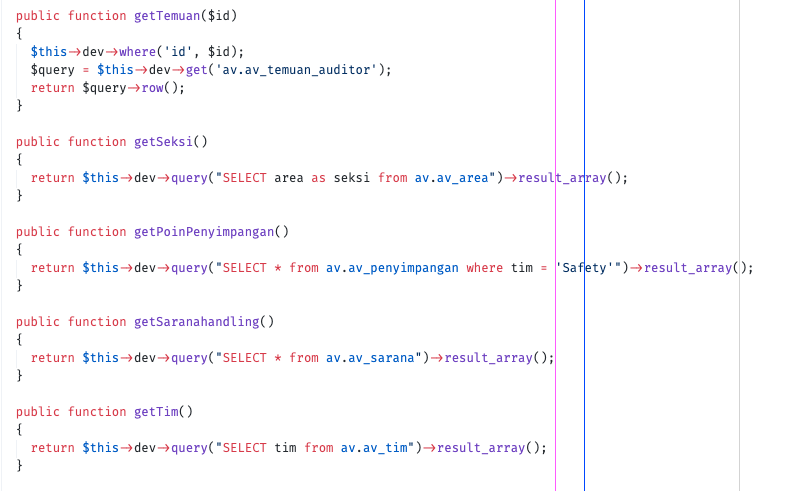 public function getTemuan($id)
{
  $this->dev->where('id', $id);
  $query = $this->dev->get('av.av_temuan_auditor');
  return $query->row();
}

public function getSeksi()
{
  return $this->dev->query("SELECT area as seksi from av.av_area")->result_array();
}

public function getPoinPenyimpangan()
{
  return $this->dev->query("SELECT * from av.av_penyimpangan where tim = 'Safety'")->result_array();
}

public function getSaranahandling()
{
  return $this->dev->query("SELECT * from av.av_sarana")->result_array();
}

public function getTim()
{
  return $this->dev->query("SELECT tim from av.av_tim")->result_array();
}